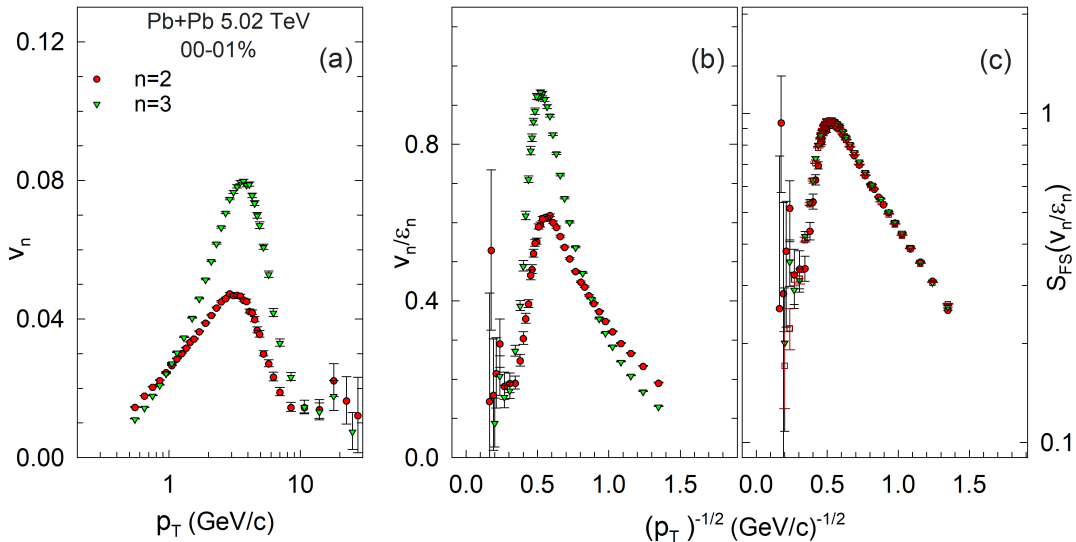 Pb+Pb 5.02 TeV
00-01%
(a)
n=2
n=3
0.12
0.08
0.04
0.00
v_n
1
10
p_T (GeV/c)
(b)
0.8
0.4
0.0
v_n/ε_n
0.0
0.5
1.0
1.5
(c)
1
0.1
S_FS(v_n/ε_n)
0.0
0.5
1.0
1.5
(p_T )^-1/2 (GeV/c)^-1/2